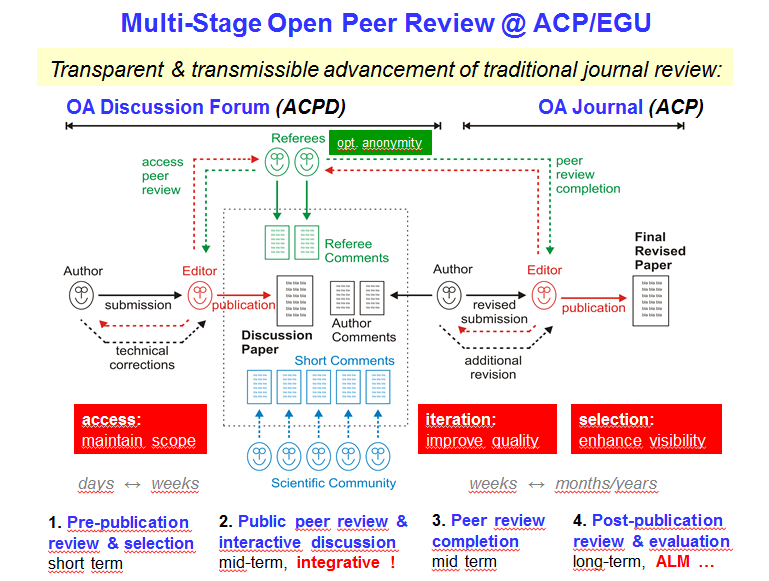 Multi-Stage Open Peer Review @ ACP/EGU
Transparent & transmissible advancement of traditional journal review:
OA Discussion Forum (ACPD)
OA Journal (ACP)
Referees
opt. anonymity
access
peer
review
peer
review
completion
Referee
Comments
Final
Revised
Paper
Author
Editor
submission
publication
technical
corrections
Discussion
Paper
Author
Comments
Author
Editor
revised
submission
publication
additional
revision
Short Comments
access:
maintain scope
iteration:
improve quality
selection:
enhance visibility
days ↔ weeks
Scientific Community
weeks ↔ months/years
1. Pre-publication
review & selection
short term
2. Public peer review &
interactive discussion
mid-term, integrative !
3. Peer review
completion
mid term
4. Post-publication
review & evaluation
long-term, ALM …